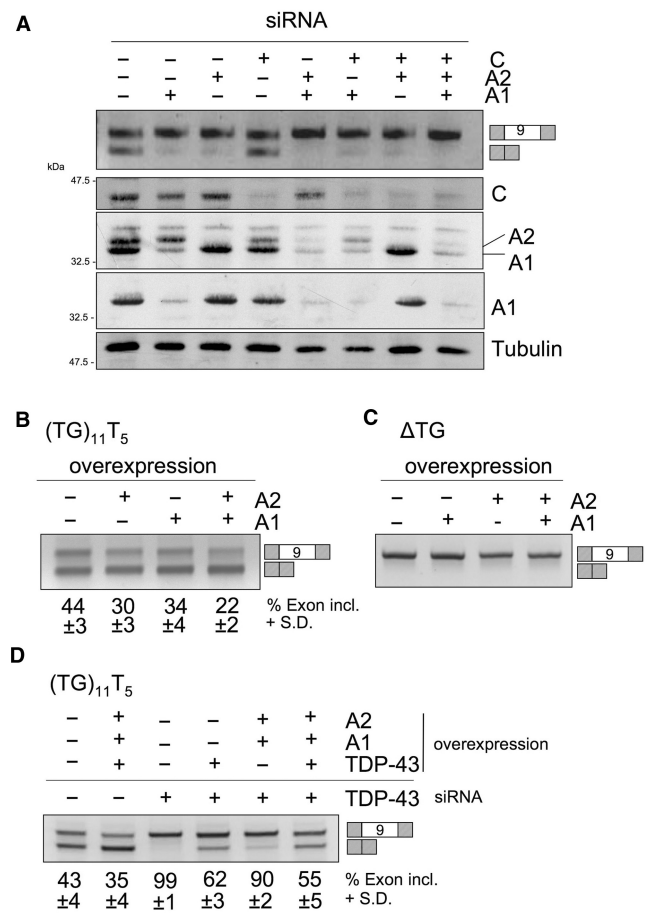 A
siRNA
– – – + – + + + C
– – + – + – + + A2
– + – – + + – + A1
9
kDa
47.5 -
C
A2
32.5 -
A1
A1
32.5 -
Tubulin
47.5 -
B
(TG)11T5
overexpression
– + – + A2
– – + + A1
9
44 30 34 22 % Exon incl.
±3 ±3 ±4 ±2 + S.D.
C
ΔTG
overexpression
– – + + A2
– + - + A1
9
D
(TG)11T5
– + – – + + A2
– + – – + + A1
– + – + – + TDP-43
overexpression
– – + + + + TDP-43 siRNA
9
43 35 99 62 90 55 % Exon incl.
±4 ±4 ±1 ±3 ±2 ±5 + S.D.